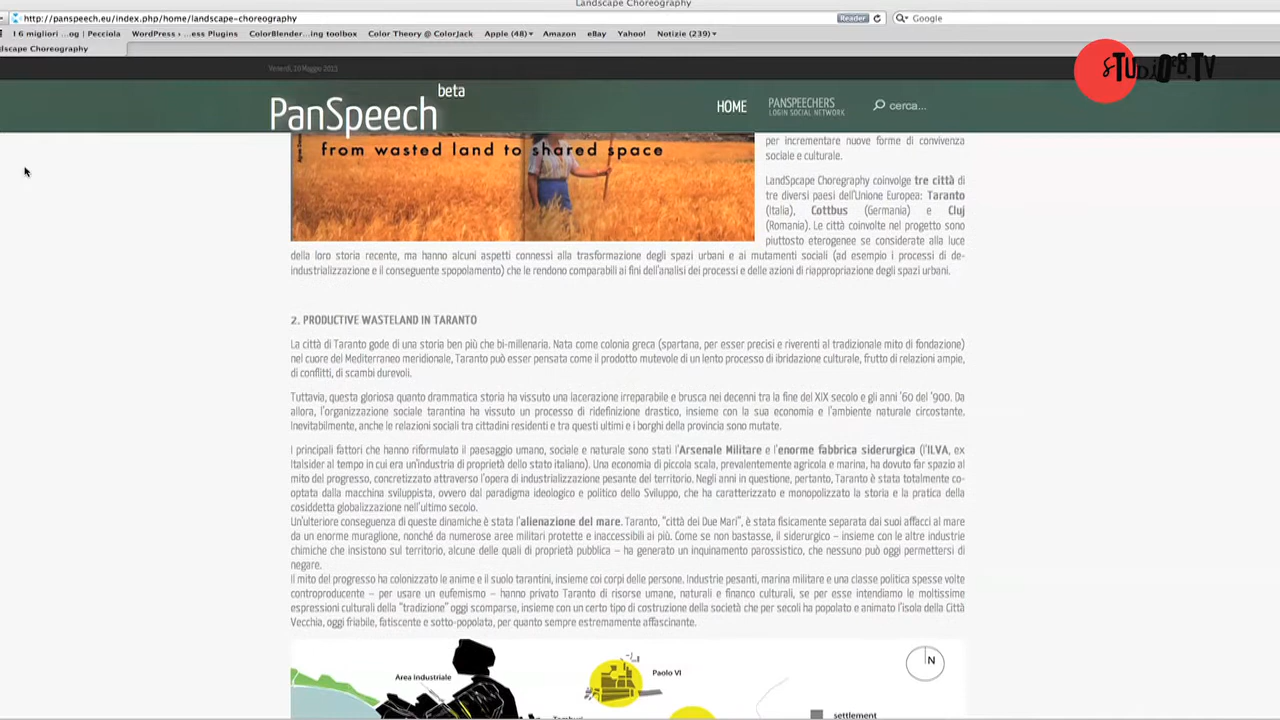 Landscape Choreography
http://panspeech.eu/index.php/home/landscape-choreography
Reader
Google
I 6 migliori ...og | Pecciola
WordPress › ...ess Plugins
ColorBlender...ing toolbox
Color Theory @ ColorJack
Apple (48)
Amazon
eBay
Yahoo!
Notizie (239)
dscape Choreography
Venerdì, 10 Maggio 2013
STUDIO28.TV
PanSpeech beta
HOME
PANSPEECHERS
LOGIN SOCIAL NETWORK
cerca...
from wasted land to shared space
per incrementare nuove forme di convivenza
sociale e culturale.
LandSpcape Choregraphy coinvolge tre città di
tre diversi paesi dell'Unione Europea: Taranto
(Italia), Cottbus (Germania) e Cluj
(Romania). Le città coinvolte nel progetto sono
piuttosto eterogenee se considerate alla luce
della loro storia recente, ma hanno alcuni aspetti connessi alla trasformazione degli spazi urbani e ai mutamenti sociali (ad esempio i processi di de-
industrializzazione e il conseguente spopolamento) che le rendono comparabili ai fini dell'analisi dei processi e delle azioni di riappropriazione degli spazi urbani.
2. PRODUCTIVE WASTELAND IN TARANTO
La città di Taranto gode di una storia ben più che bi-millenaria. Nata come colonia greca (spartana, per esser precisi e riverenti al tradizionale mito di fondazione)
nel cuore del Mediterraneo meridionale, Taranto può esser pensata come il prodotto mutevole di un lento processo di ibridazione culturale, frutto di relazioni ampie,
di conflitti, di scambi durevoli.
Tuttavia, questa gloriosa quanto drammatica storia ha vissuto una lacerazione irreparabile e brusca nei decenni tra la fine del XIX secolo e gli anni '60 del '900. Da
allora, l'organizzazione sociale tarantina ha vissuto un processo di ridefinizione drastico, insieme con la sua economia e l'ambiente naturale circostante.
Inevitabilmente, anche le relazioni sociali tra cittadini residenti e tra questi ultimi e i borghi della provincia sono mutate.
I principali fattori che hanno riformulato il paesaggio umano, sociale e naturale sono stati l'Arsenale Militare e l'enorme fabbrica siderurgica (l'ILVA, ex
Italsider al tempo in cui era un'industria di proprietà dello stato italiano). Una economia di piccola scala, prevalentemente agricola e marina, ha dovuto far spazio al
mito del progresso, concretizzato attraverso l'opera di industrializzazione pesante del territorio. Negli anni in questione, pertanto, Taranto è stata totalmente co-
optata dalla macchina sviluppista, ovvero dal paradigma ideologico e politico dello Sviluppo, che ha caratterizzato e monopolizzato la storia e la pratica della
cosiddetta globalizzazione nell'ultimo secolo.
Un'ulteriore conseguenza di queste dinamiche è stata l'alienazione del mare. Taranto, "città dei Due Mari", è stata fisicamente separata dai suoi affacci al mare
da un enorme muraglione, nonché da numerose aree militari protette e inaccessibili ai più. Come se non bastasse, il siderurgico – insieme con le altre industrie
chimiche che insistono sul territorio, alcune delle quali di proprietà pubblica – ha generato un inquinamento parossistico, che nessuno può oggi permettersi di
negare.
Il mito del progresso ha colonizzato le anime e il suolo tarantini, insieme coi corpi delle persone. Industrie pesanti, marina militare e una classe politica spesse volte
controproducente – per usare un eufemismo – hanno privato Taranto di risorse umane, naturali e financo culturali, se per esse intendiamo le moltissime
espressioni culturali della "tradizione" oggi scomparse, insieme con un certo tipo di costruzione della società che per secoli ha popolato e animato l'isola della Città
Vecchia, oggi friabile, fatiscente e sotto-popolata, per quanto sempre estremamente affascinante.
Area Industriale
Paolo VI
N
Tamburi
settlement